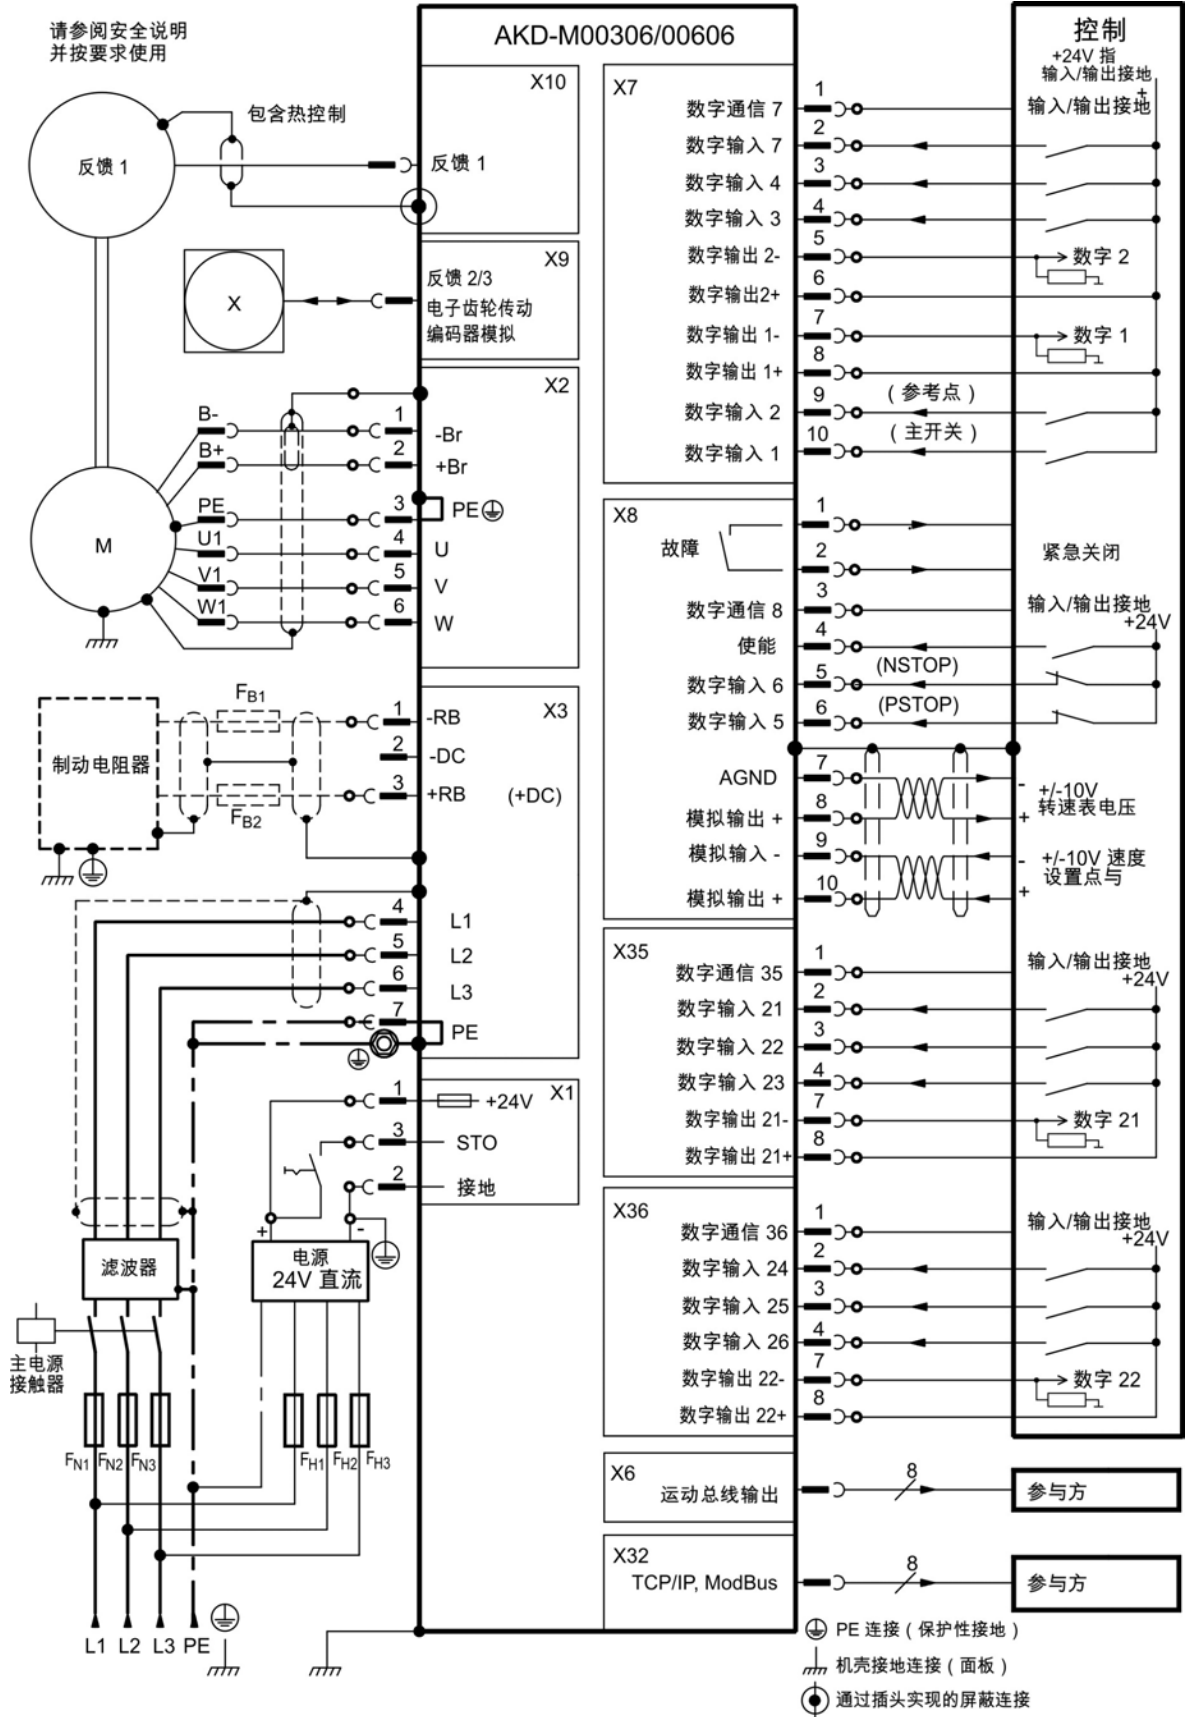 请参阅安全说明
并按要求使用
AKD-M00306/00606
控制
+24V 指
输入/输出接地
+
输入/输出接地
X10
包含热控制
反馈 1
反馈 1
X9
反馈 2/3
电子齿轮传动
编码器模拟
X
X2
B-
1
-Br
B+
2
+Br
PE
3
PE
U1
4
U
V1
5
V
W1
6
W
M
X3
FB1
1
-RB
制动电阻器
2
-DC
3
+RB
(+DC)
FB2
4
L1
5
L2
6
L3
7
PE
X1
1
+24V
3
STO
2
接地
+
-
电源
24V 直流
滤波器
主电源
接触器
FN1
FN2
FN3
FH1
FH2
FH3
L1
L2
L3
PE
X7
数字通信 7
1
数字输入 7
2
数字输入 4
3
数字输入 3
4
数字输出 2-
5
数字 2
数字输出2+
6
数字输出 1-
7
数字 1
数字输出 1+
8
数字输入 2
9
( 参考点 )
数字输入 1
10
( 主开关 )
X8
故障
1
2
紧急关闭
数字通信 8
3
输入/输出接地
+24V
使能
4
数字输入 6
5
(NSTOP)
数字输入 5
6
(PSTOP)
AGND
7
-
+/-10V
转速表电压
模拟输出 +
8
+
模拟输入 -
9
-
+/-10V 速度
设置点与
模拟输出 +
10
+
X35
数字通信 35
1
输入/输出接地
+24V
数字输入 21
2
数字输入 22
3
数字输入 23
4
数字输出 21-
7
数字 21
数字输出 21+
8
X36
数字通信 36
1
输入/输出接地
+24V
数字输入 24
2
数字输入 25
3
数字输入 26
4
数字输出 22-
7
数字 22
数字输出 22+
8
X6
运动总线输出
8
参与方
X32
TCP/IP, ModBus
8
参与方
PE 连接 ( 保护性接地 )
机壳接地连接 ( 面板 )
通过插头实现的屏蔽连接